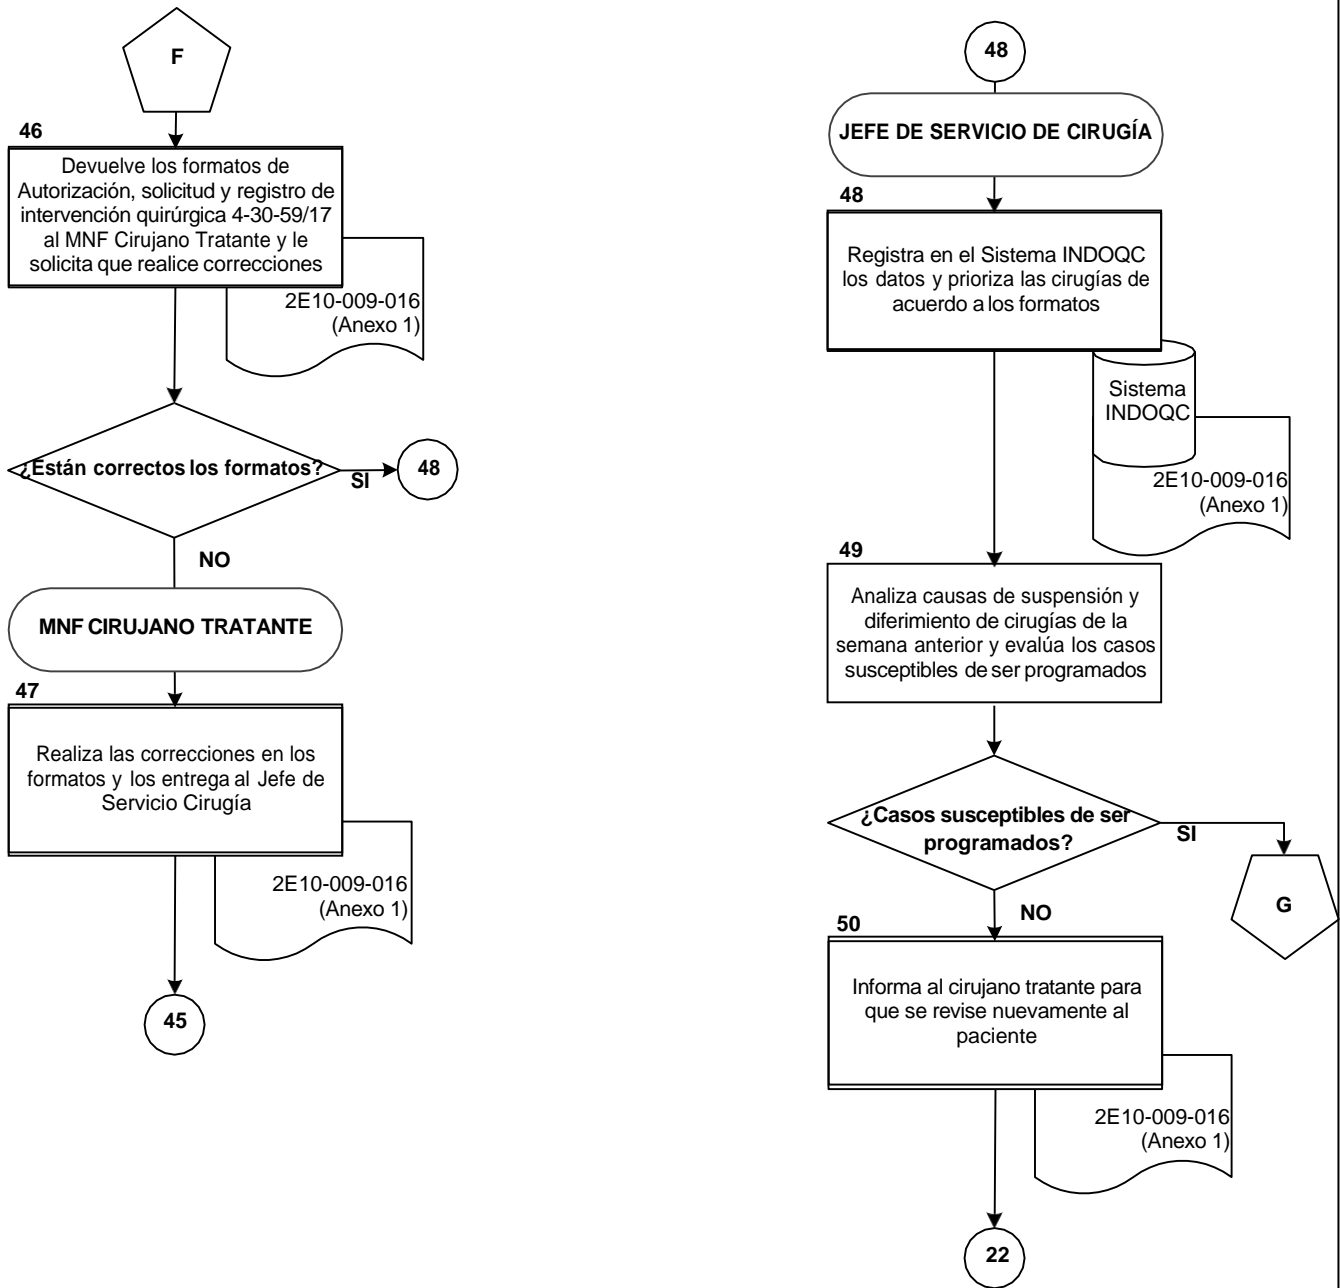 F
46
Devuelve los formatos de
Autorización, solicitud y registro de
intervención quirúrgica 4-30-59/17
al MNF Cirujano Tratante y le
solicita que realice correcciones
2E10-009-016
(Anexo 1)
¿Están correctos los formatos?
SI
48
NO
MNF CIRUJANO TRATANTE
47
Realiza las correcciones en los
formatos y los entrega al Jefe de
Servicio Cirugía
2E10-009-016
(Anexo 1)
45
48
JEFE DE SERVICIO DE CIRUGÍA
48
Registra en el Sistema INDOQC
los datos y prioriza las cirugías de
acuerdo a los formatos
Sistema
INDOQC
2E10-009-016
(Anexo 1)
49
Analiza causas de suspensión y
diferimiento de cirugías de la
semana anterior y evalúa los casos
susceptibles de ser programados
¿Casos susceptibles de ser
programados?
SI
G
NO
50
Informa al cirujano tratante para
que se revise nuevamente al
paciente
2E10-009-016
(Anexo 1)
22